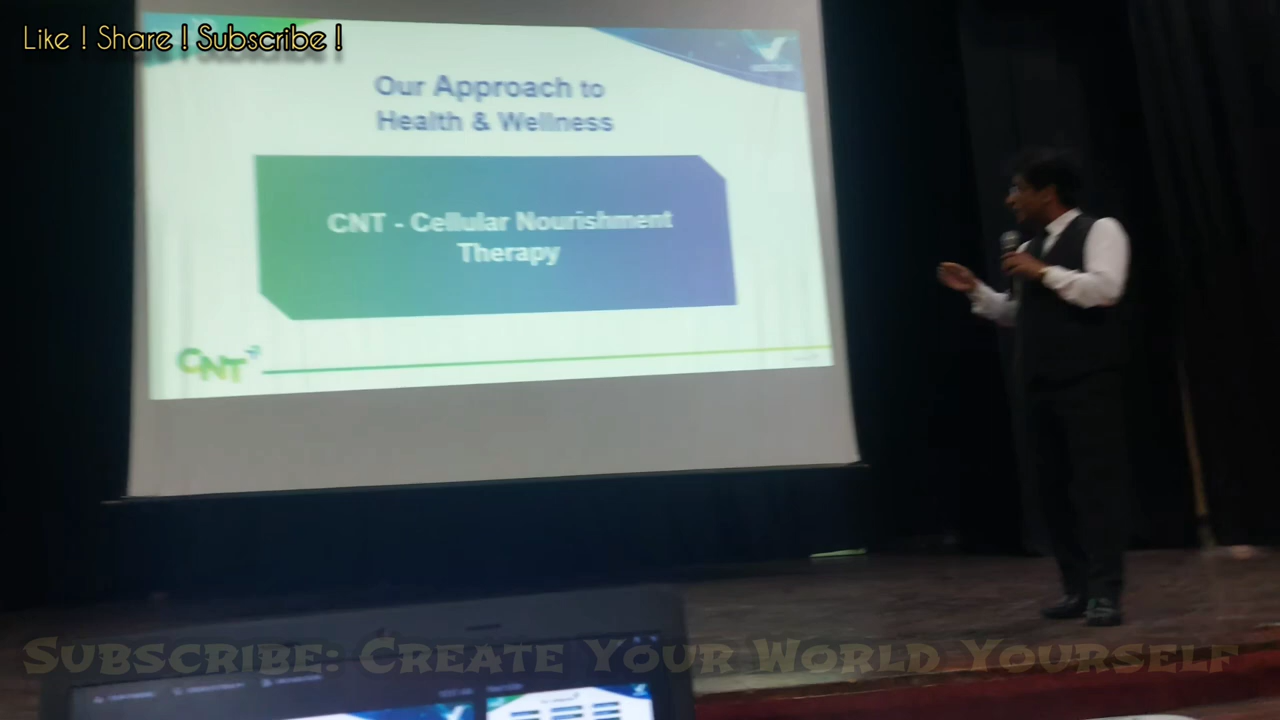 Like ! Share ! Subscribe !
Our Approach to
Health & Wellness
CNT - Cellular Nourishment
Therapy
CNT
Subscribe: Create Your World Yourself